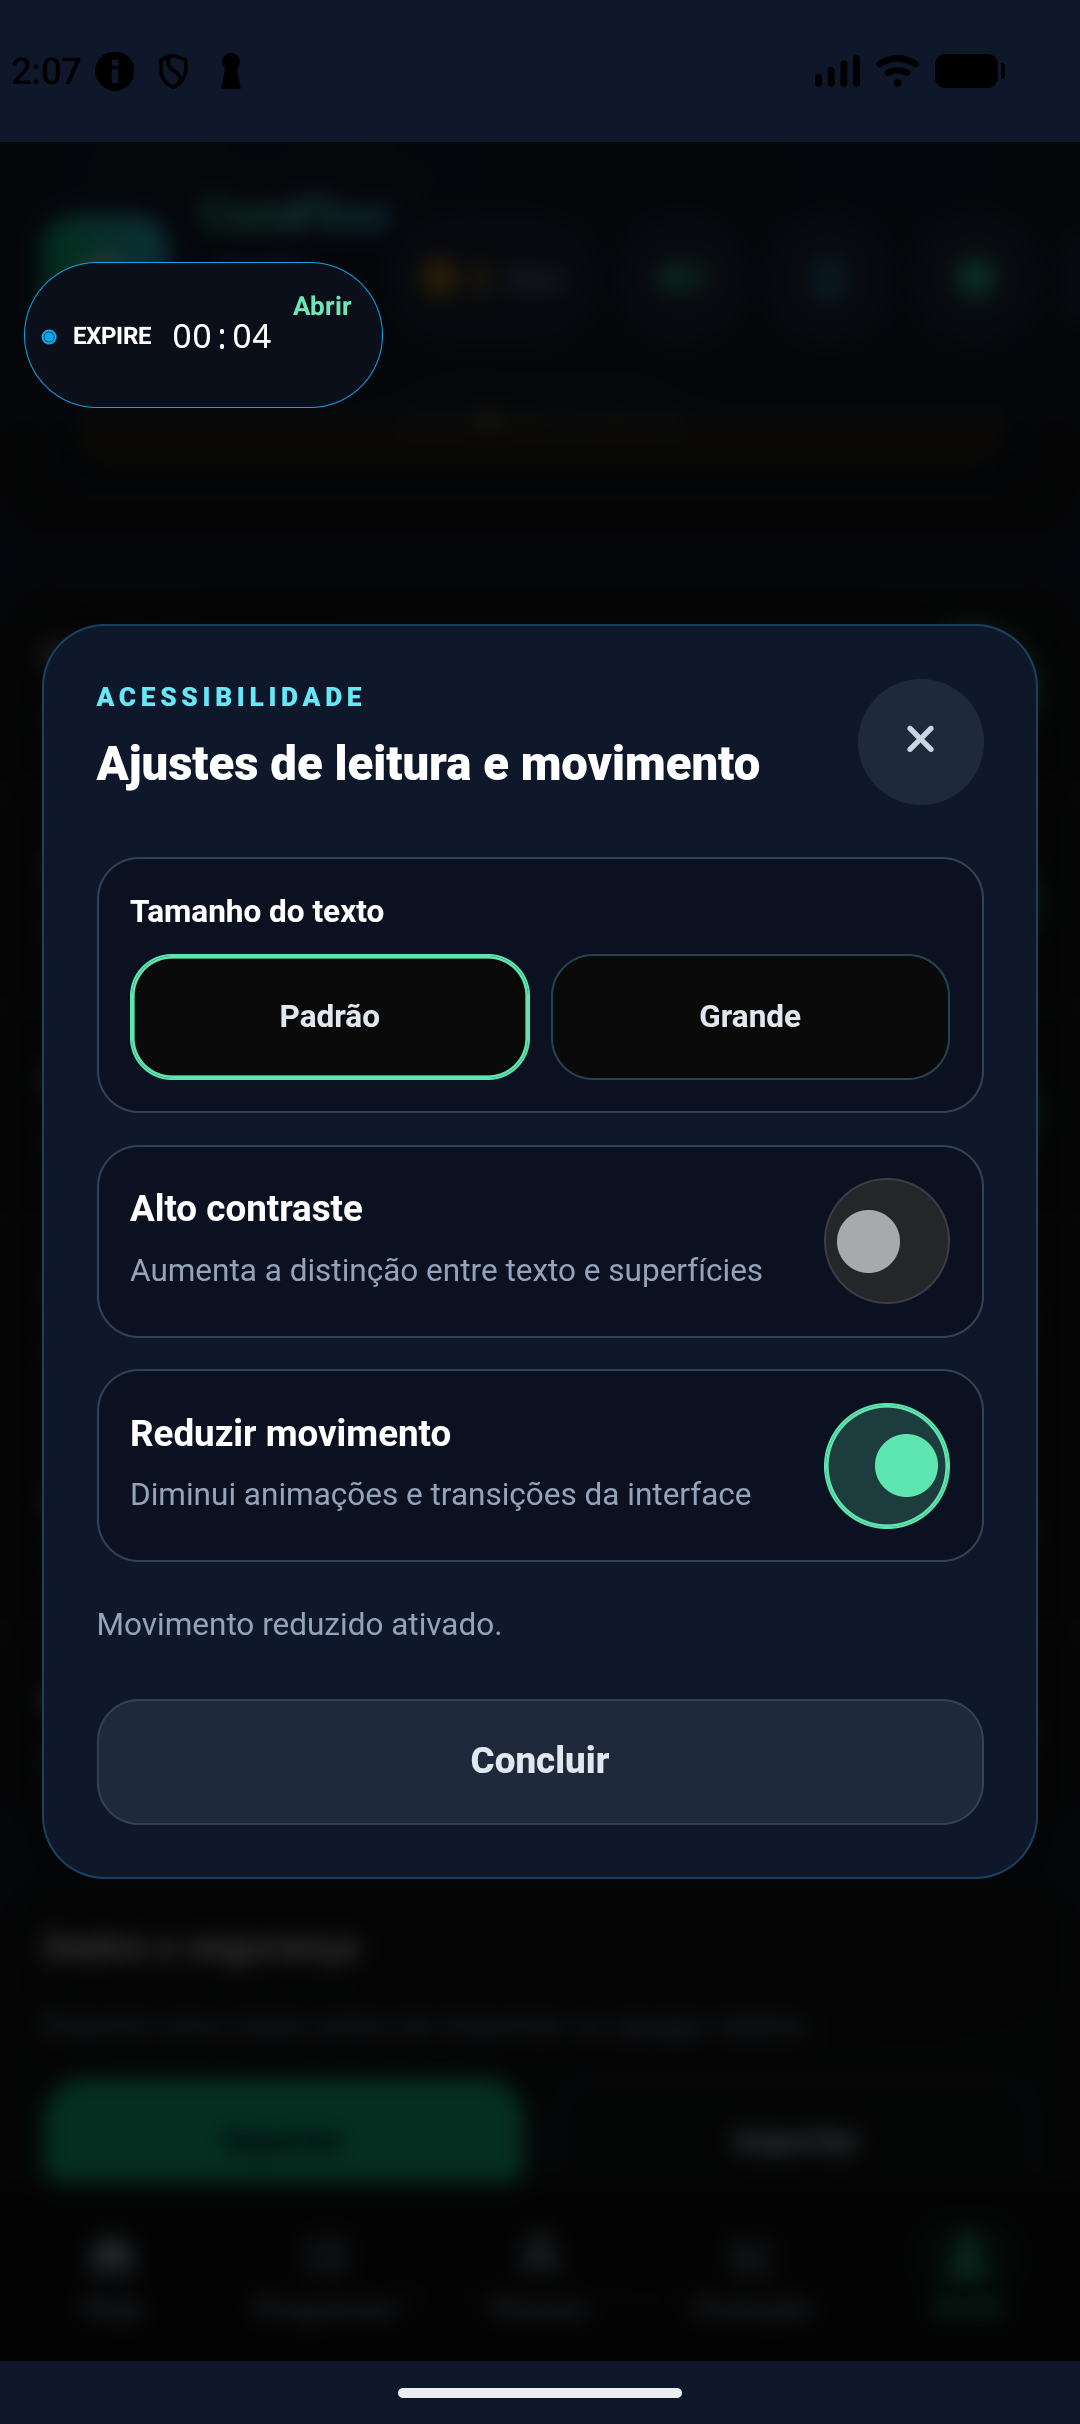 2:07
Abrir
EXPIRE 00:04
ACESSIBILIDADE
Ajustes de leitura e movimento
Tamanho do texto
Padrão
Grande
Alto contraste
Aumenta a distinção entre texto e superfícies
Reduzir movimento
Diminui animações e transições da interface
Movimento reduzido ativado.
Concluir